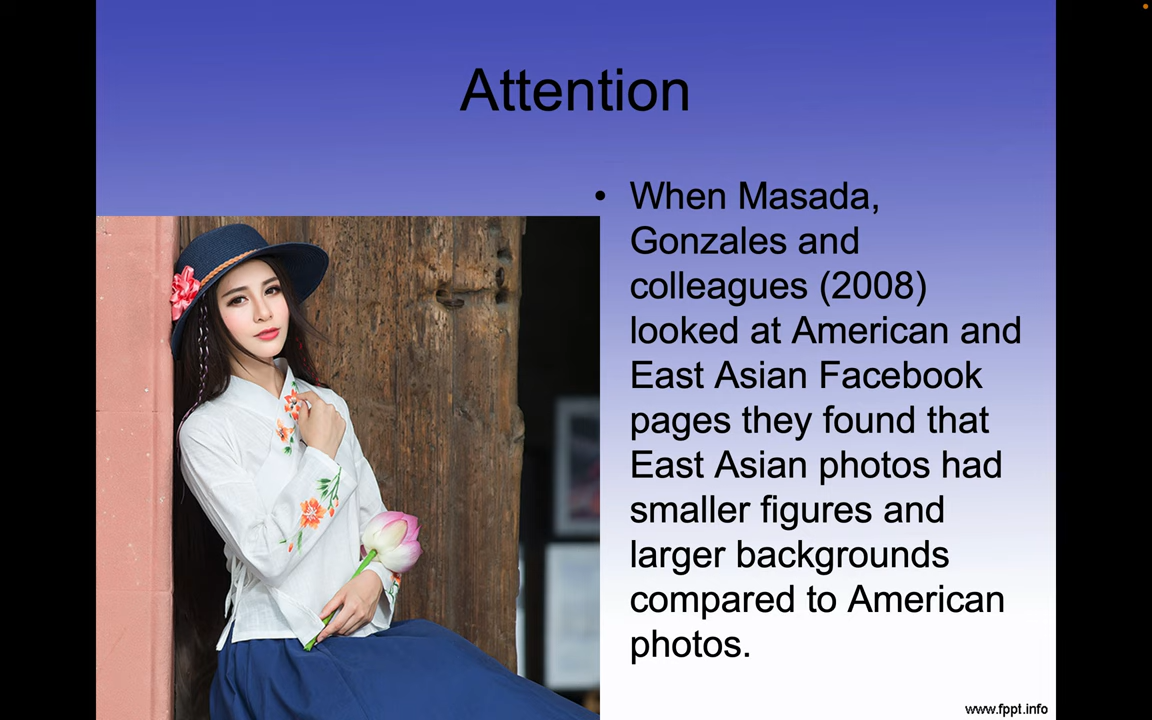 Attention
• When Masada,
Gonzales and
colleagues (2008)
looked at American and
East Asian Facebook
pages they found that
East Asian photos had
smaller figures and
larger backgrounds
compared to American
photos.
www.fppt.info